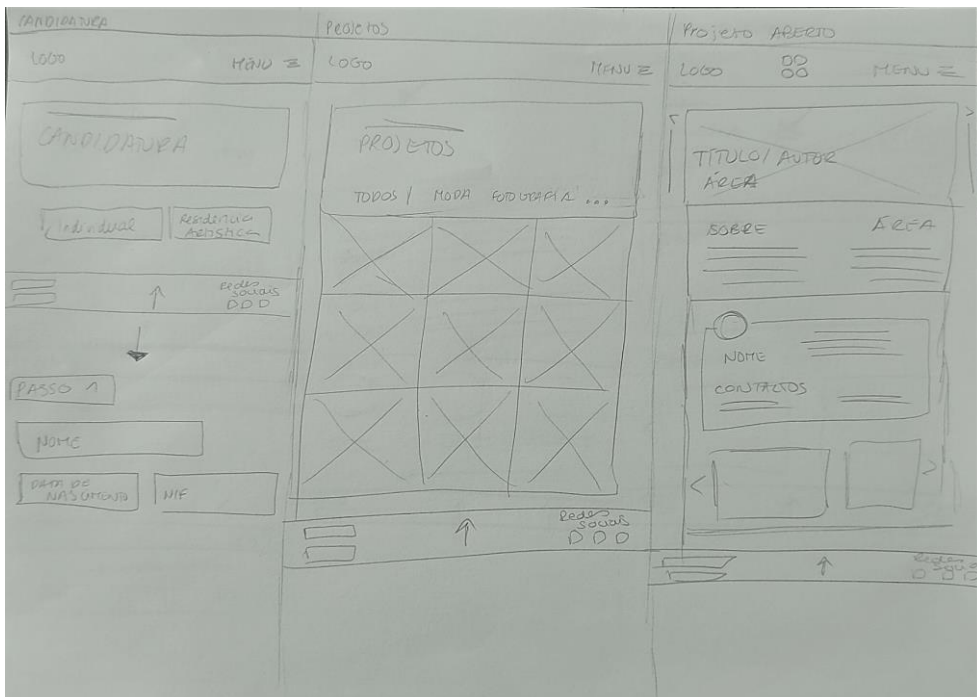 CANDIDATURA
LOGO
MENU
CANDIDATURA
Individual
Residência
Artística
Redes
sociais
PASSO 1
NOME
DATA DE
NASCIMENTO
NIF
Projetos
LOGO
MENU
PROJETOS
TODOS / MODA FOTOGRAFIA ...
Redes
sociais
Projeto ABERTO
LOGO
MENU
TÍTULO/ AUTOR
ÁREA
SOBRE
ÁREA
NOME
CONTACTOS
Redes
sociais